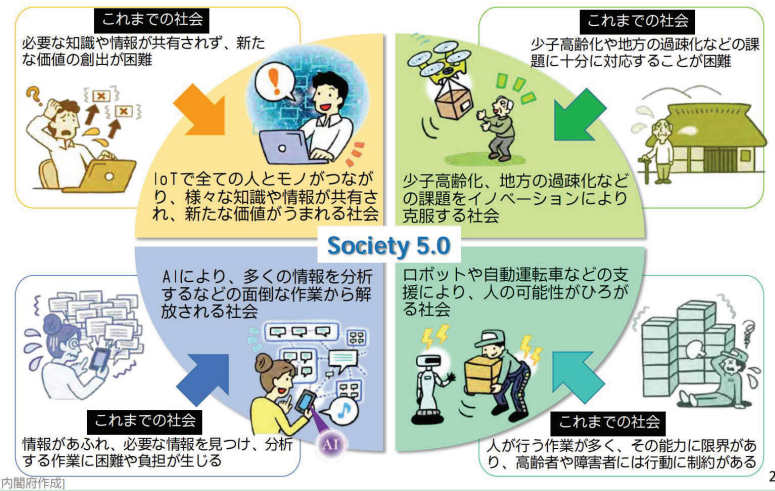 これまでの社会
必要な知識や情報が共有されず、新た
な価値の創出が困難
これまでの社会
少子高齢化や地方の過疎化などの課
題に十分に対応することが困難
IoTで全ての人とモノがつなが
り、様々な知識や情報が共有さ
れ、新たな価値がうまれる社会
少子高齢化、地方の過疎化など
の課題をイノベーションにより
克服する社会
Society 5.0
AIにより、多くの情報を分析
するなどの面倒な作業から解
放される社会
ロボットや自動運転車などの支
援により、人の可能性がひろが
る社会
AI
これまでの社会
情報があふれ、必要な情報を見つけ、分析
する作業に困難や負担が生じる
これまでの社会
人が行う作業が多く、その能力に限界があ
り、高齢者や障害者には行動に制約がある
内閣府作成]
2